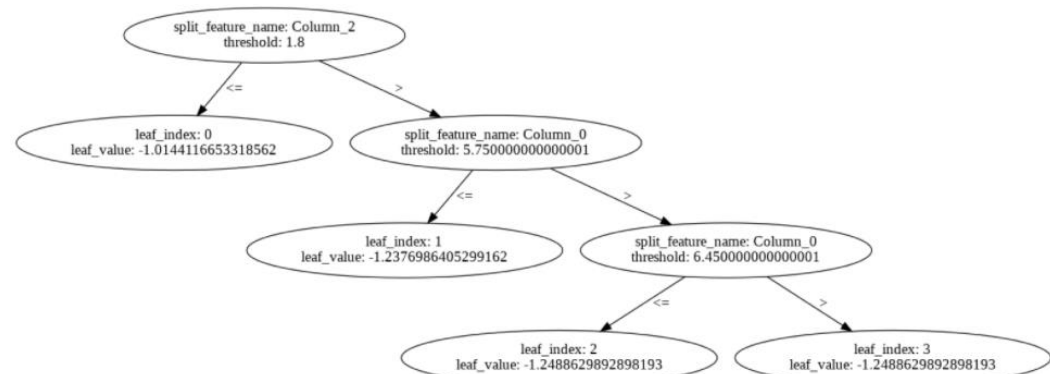 split_feature_name: Column_2
threshold: 1.8
<=
>
leaf_index: 0
leaf_value: -1.0144116653318562
split_feature_name: Column_0
threshold: 5.750000000000001
<=
>
leaf_index: 1
leaf_value: -1.2376986405299162
split_feature_name: Column_0
threshold: 6.450000000000001
<=
>
leaf_index: 2
leaf_value: -1.2488629892898193
leaf_index: 3
leaf_value: -1.2488629892898193